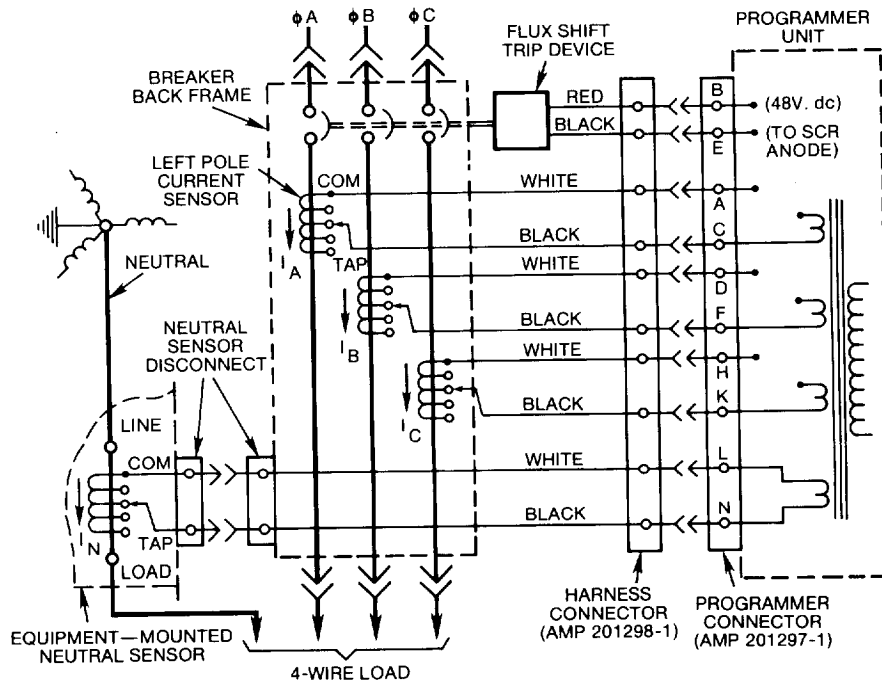 ϕA
ϕB
ϕC
FLUX SHIFT
TRIP DEVICE
PROGRAMMER
UNIT
BREAKER
BACK FRAME
RED
BLACK
B
E
(48V. dc)
(TO SCR
ANODE)
LEFT POLE
CURRENT
SENSOR
COM
TAP
I A
WHITE
BLACK
A
C
WHITE
BLACK
D
F
I B
WHITE
BLACK
H
K
I C
NEUTRAL
NEUTRAL
SENSOR
DISCONNECT
LINE
COM
TAP
I N
LOAD
WHITE
BLACK
L
N
EQUIPMENT—MOUNTED
NEUTRAL SENSOR
4-WIRE LOAD
HARNESS
CONNECTOR
(AMP 201298-1)
PROGRAMMER
CONNECTOR
(AMP 201297-1)